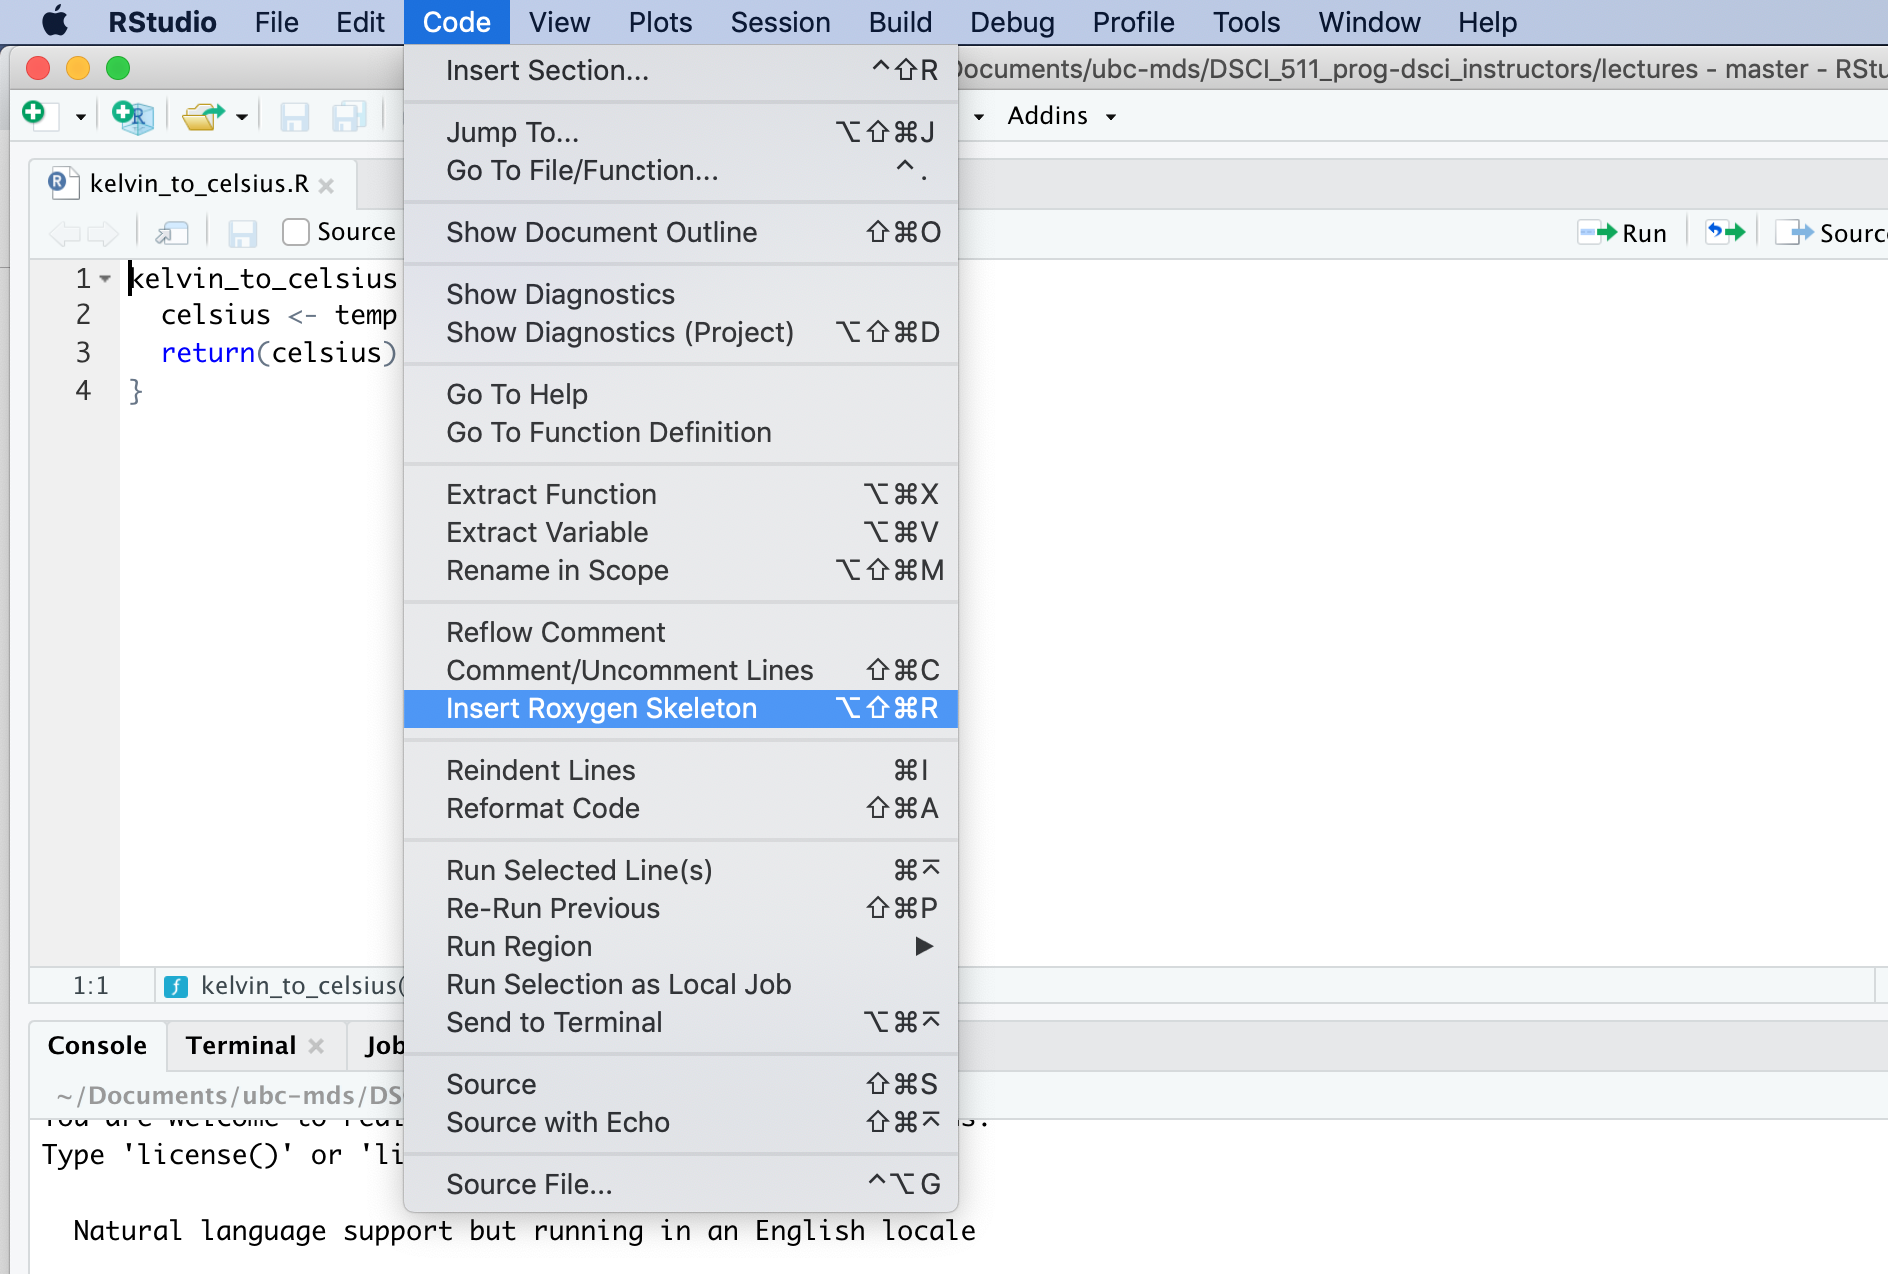 RStudio File Edit Code View Plots Session Build Debug Profile Tools Window Help
Documents/ubc-mds/DSCI_511_prog-dsci_instructors/lectures - master - RStu
Addins
kelvin_to_celsius.R
Source
Run
Sourc
1 kelvin_to_celsius
2 celsius <- temp
3 return(celsius)
4 }
1:1 kelvin_to_celsius(
Insert Section... ^⇧R
Jump To... ⌥⇧⌘J
Go To File/Function... ^.
Show Document Outline ⇧⌘O
Show Diagnostics
Show Diagnostics (Project) ⌥⇧⌘D
Go To Help
Go To Function Definition
Extract Function ⌥⌘X
Extract Variable ⌥⌘V
Rename in Scope ⌥⇧⌘M
Reflow Comment
Comment/Uncomment Lines ⇧⌘C
Insert Roxygen Skeleton ⌥⇧⌘R
Reindent Lines ⌘I
Reformat Code ⇧⌘A
Run Selected Line(s) ⌘⌅
Re-Run Previous ⇧⌘P
Run Region ▶
Run Selection as Local Job
Send to Terminal ⌥⌘⌅
Source ⇧⌘S
Source with Echo ⇧⌘⌅
Source File... ^⌥G
Console Terminal Job
~/Documents/ubc-mds/DS
You are welcome to
Type 'license()' or 'li
Natural language support but running in an English locale